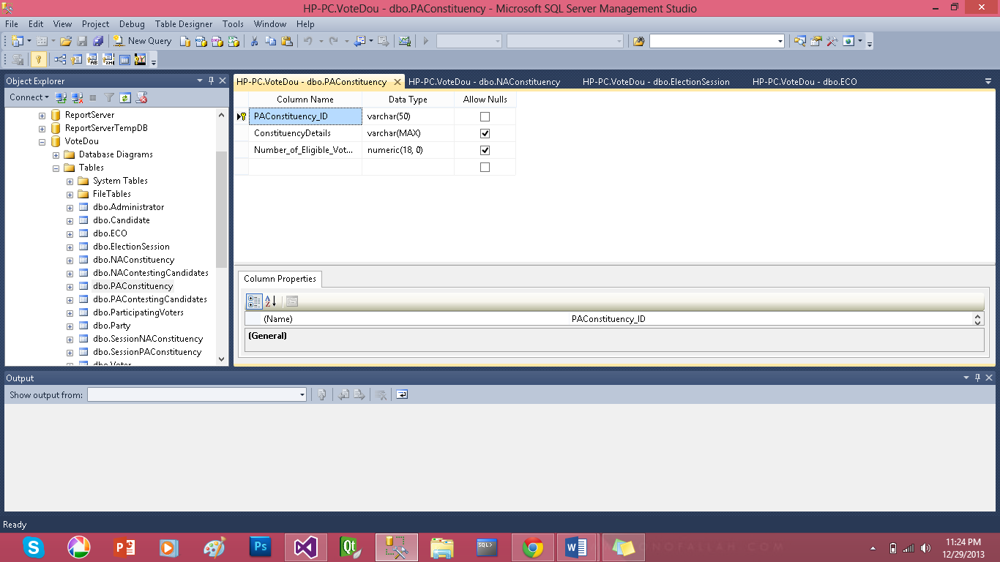 HP-PC.VoteDou - dbo.PAConstituency - Microsoft SQL Server Management Studio
File Edit View Project Debug Table Designer Tools Window Help
New Query
Object Explorer
Connect
ReportServer
ReportServerTempDB
VoteDou
Database Diagrams
Tables
System Tables
FileTables
dbo.Administrator
dbo.Candidate
dbo.ECO
dbo.ElectionSession
dbo.NAConstituency
dbo.NAContestingCandidates
dbo.PAConstituency
dbo.PAContestingCandidates
dbo.ParticipatingVoters
dbo.Party
dbo.SessionNAConstituency
dbo.SessionPAConstituency
dbo.Voter
HP-PC.VoteDou - dbo.PAConstituency HP-PC.VoteDou - dbo.NAConstituency HP-PC.VoteDou - dbo.ElectionSession HP-PC.VoteDou - dbo.ECO
Column Name Data Type Allow Nulls
PAConstituency_ID varchar(50)
ConstituencyDetails varchar(MAX)
Number_of_Eligible_Vot... numeric(18, 0)
Column Properties
(Name) PAConstituency_ID
(General)
Output
Show output from:
Ready
Ps
Qt
SQL>
11:24 PM
12/29/2013